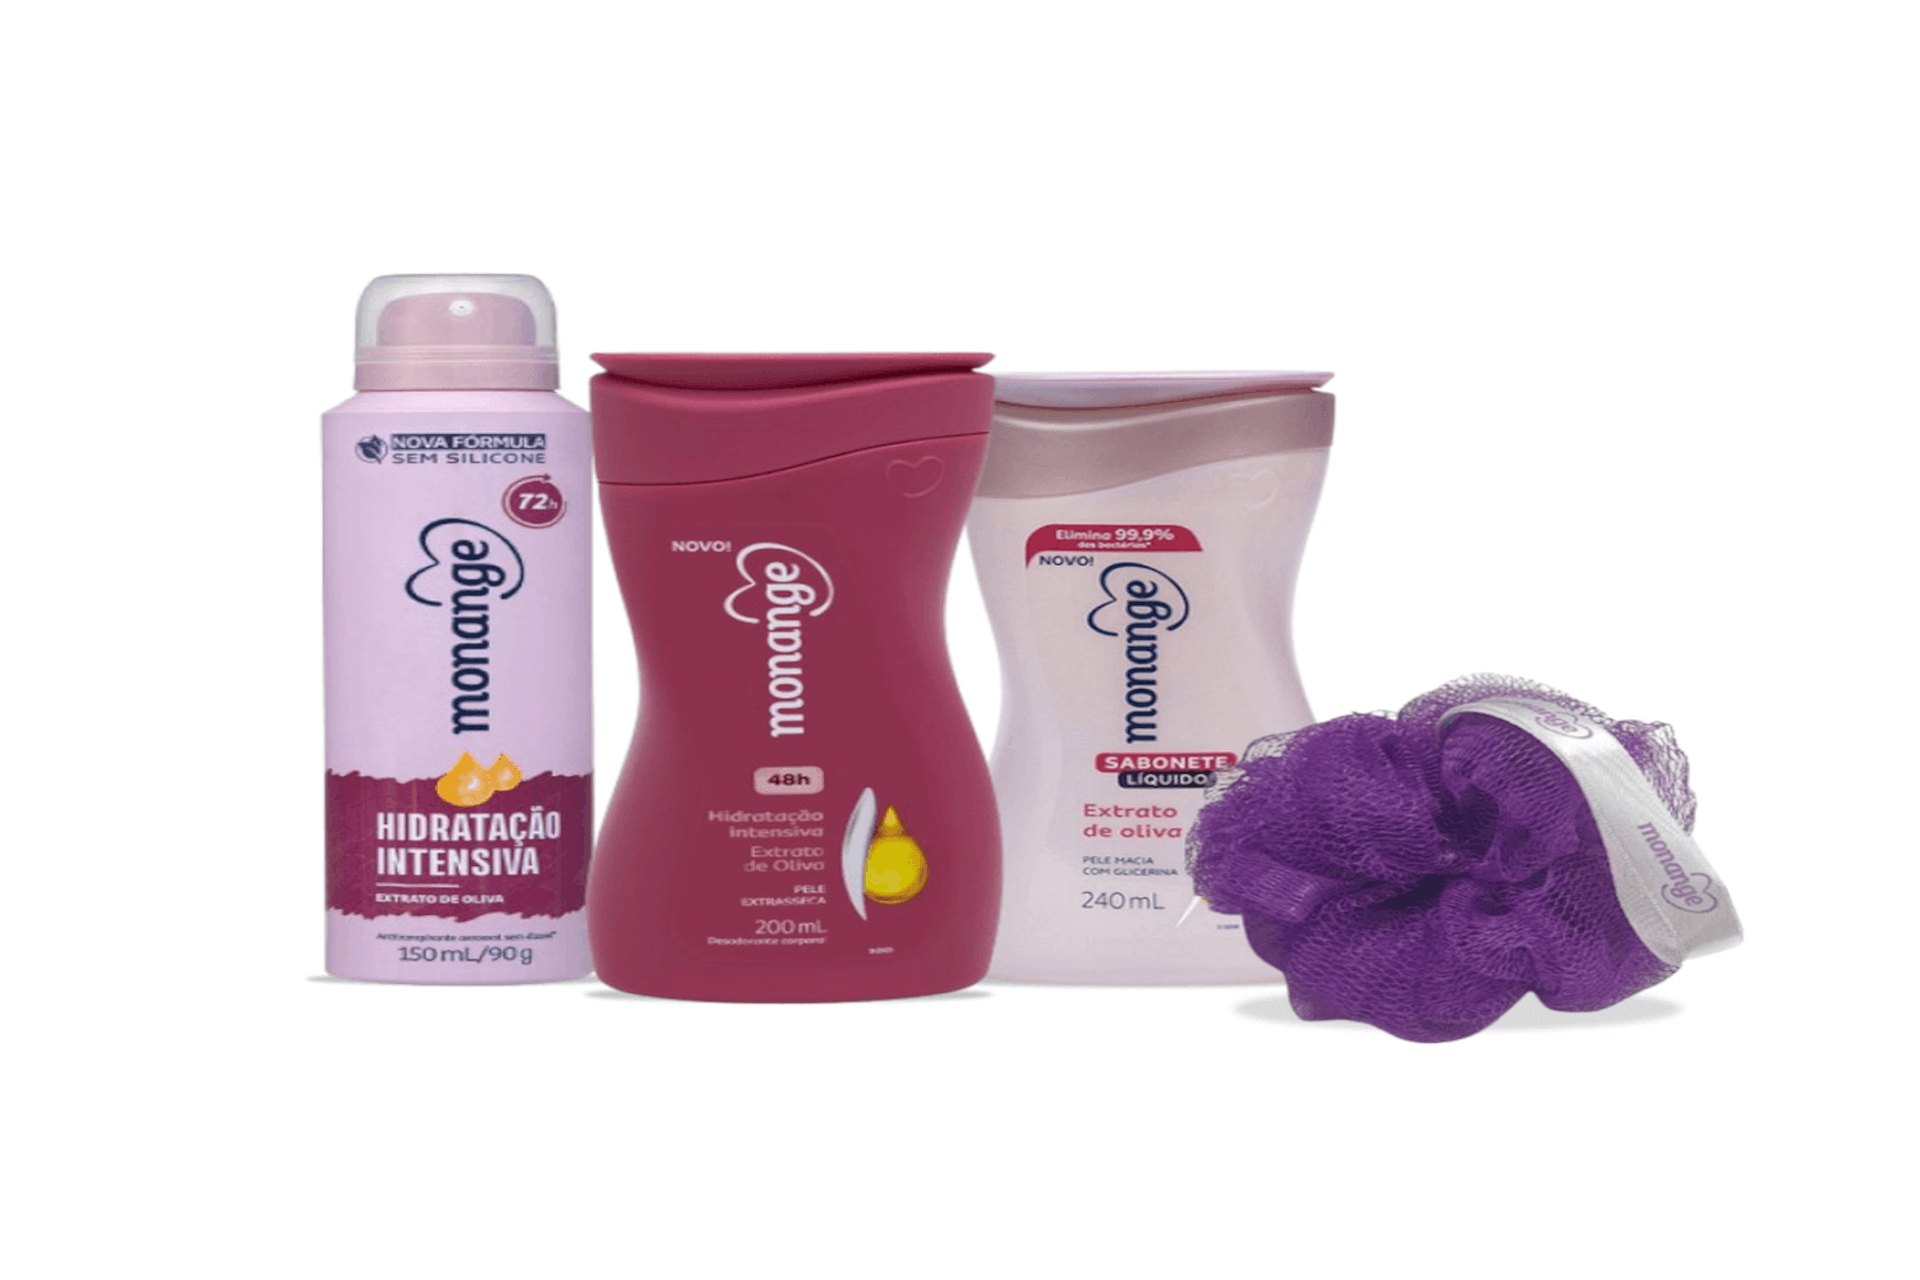 NOVA FÓRMULA
SEM SILICONE
72h
monange
HIDRATAÇÃO
INTENSIVA
EXTRATO DE OLIVA
150 mL/90 g
NOVO!
monange
48h
Hidratação
intensiva
Extrato
de Oliva
PELE
EXTRASSECA
200 mL
Desodorante corporal
Elimina 99,9%
das bactérias*
NOVO!
monange
SABONETE
LÍQUIDO
Extrato
de oliva
PELE MACIA
COM GLICERINA
240 mL
monange
monange